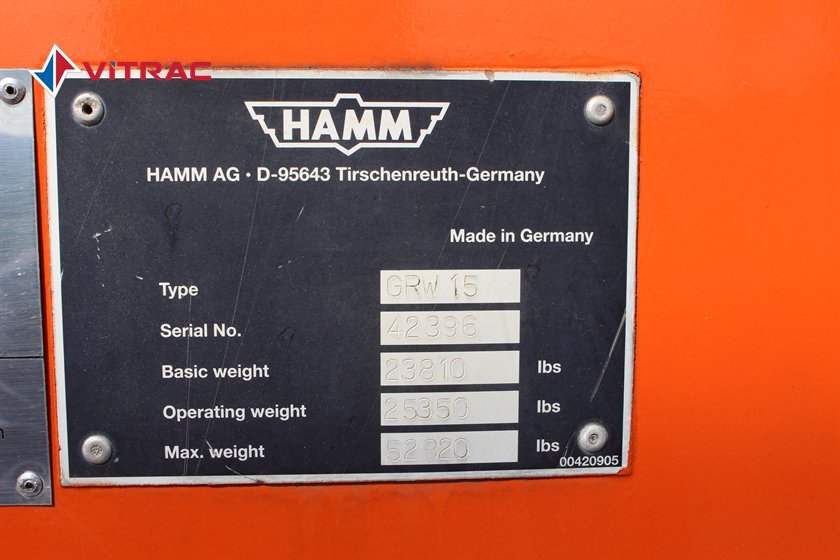 ViTRAC
HAMM
HAMM AG • D-95643 Tirschenreuth-Germany
Made in Germany
Type GRW 15
Serial No. 42396
Basic weight 23810 lbs
Operating weight 25350 lbs
Max. weight 52920 lbs
00420905